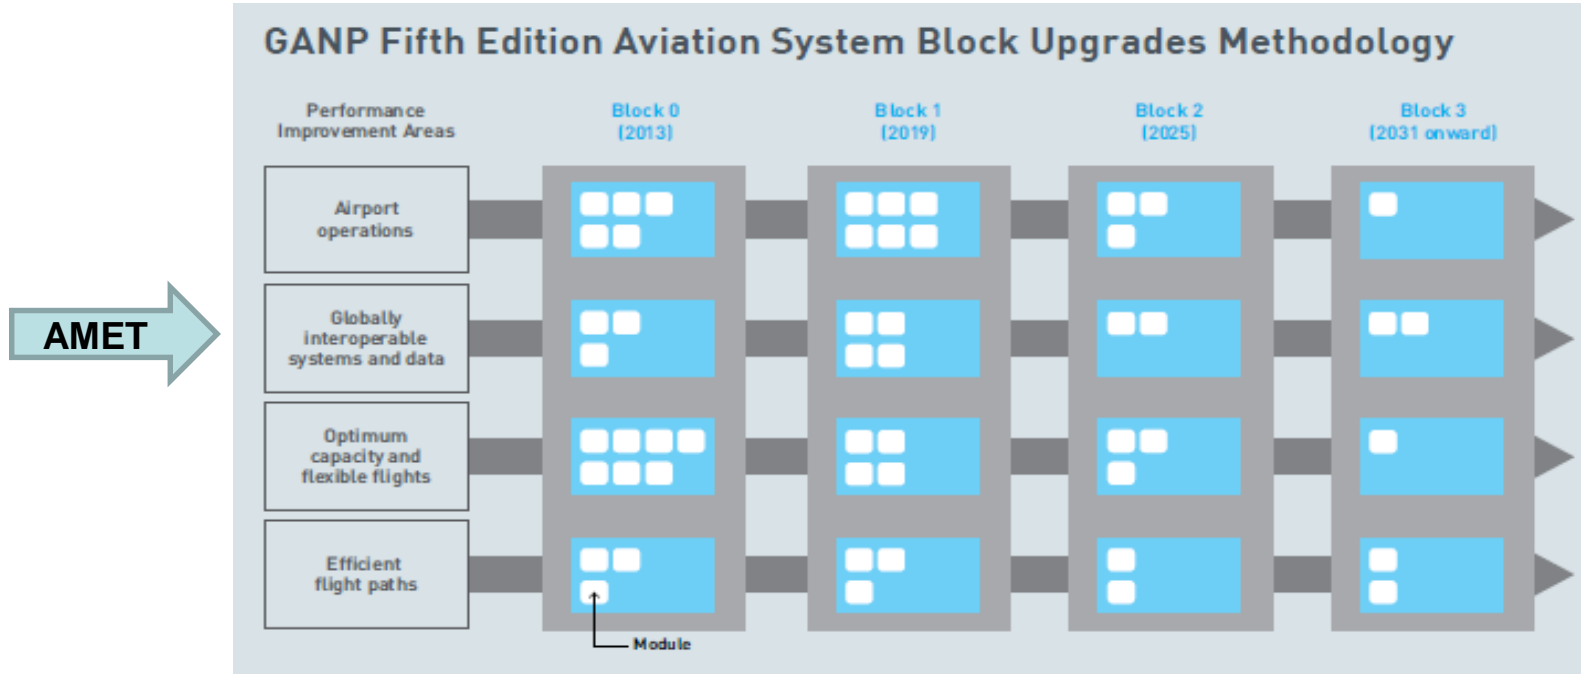 GANP Fifth Edition Aviation System Block Upgrades Methodology
Performance
Improvement Areas
Block 0
(2013)
Block 1
(2019)
Block 2
(2025)
Block 3
(2031 onward)
Airport
operations
AMET
Globally
interoperable
systems and data
Optimum
capacity and
flexible flights
Efficient
flight paths
Module